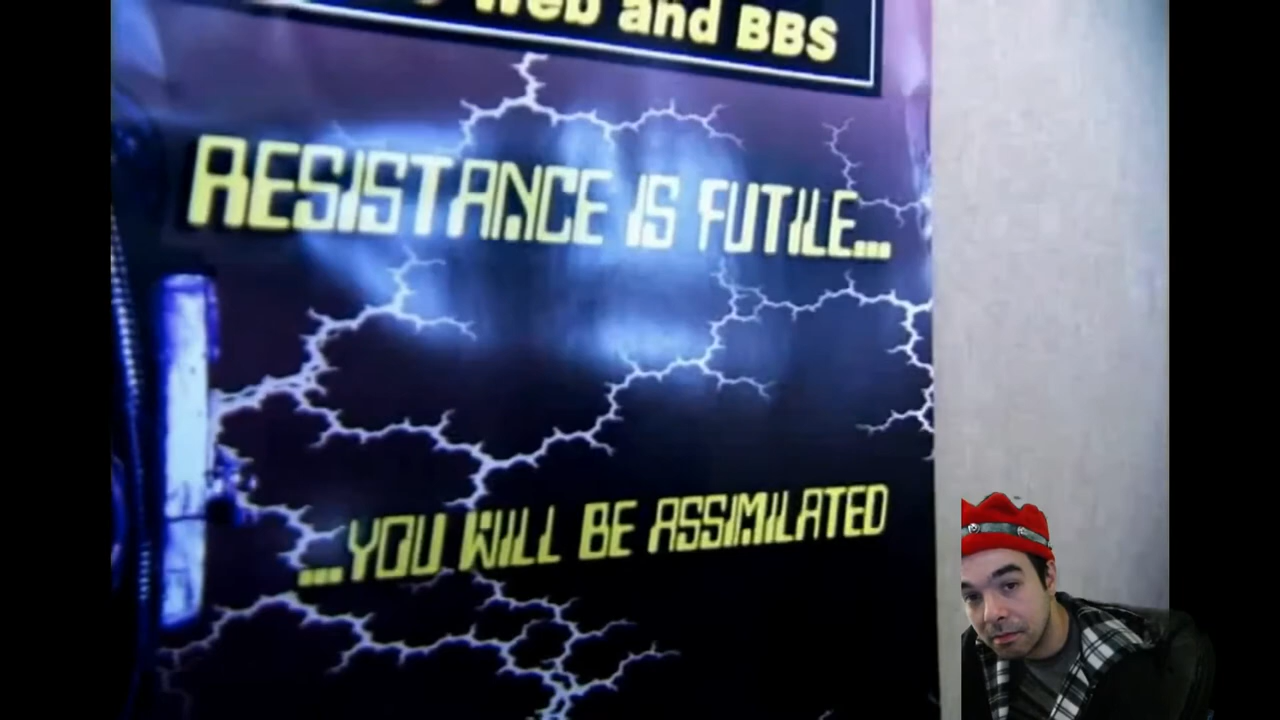 Web and BBS
RESISTANCE IS FUTILE...
...YOU WILL BE ASSIMILATED